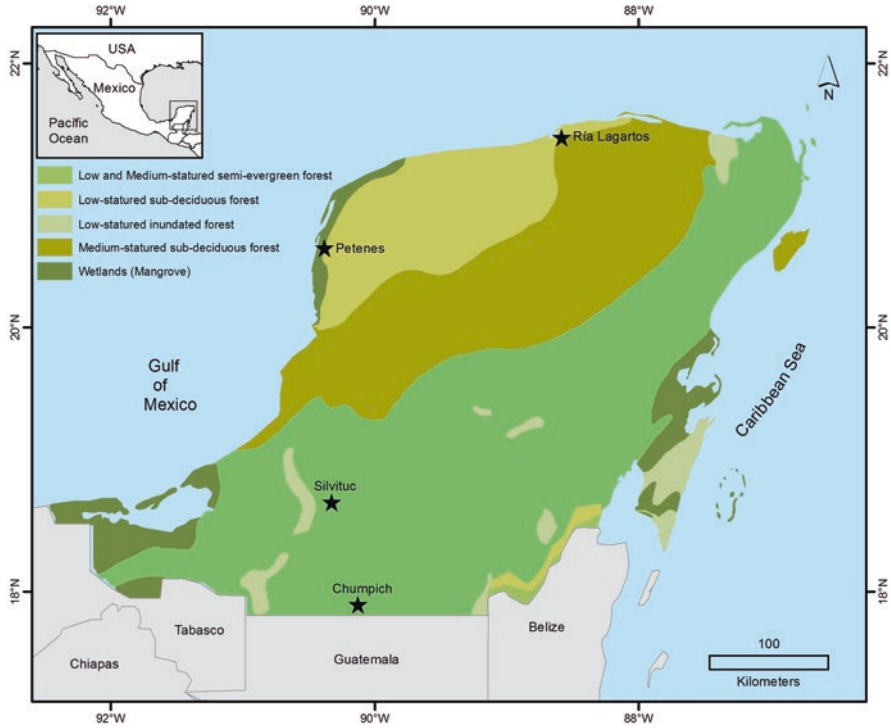 92°W
90°W
88°W
22°N
22°N
USA
Mexico
Pacific
Ocean
N
Ría Lagartos
Low and Medium-statured semi-evergreen forest
Low-statured sub-deciduous forest
Low-statured inundated forest
Medium-statured sub-deciduous forest
Wetlands (Mangrove)
Petenes
20°N
20°N
Gulf
of
Mexico
Caribbean Sea
Silvituc
18°N
18°N
Chumpich
Tabasco
Belize
Chiapas
Guatemala
100
Kilometers
92°W
90°W
88°W